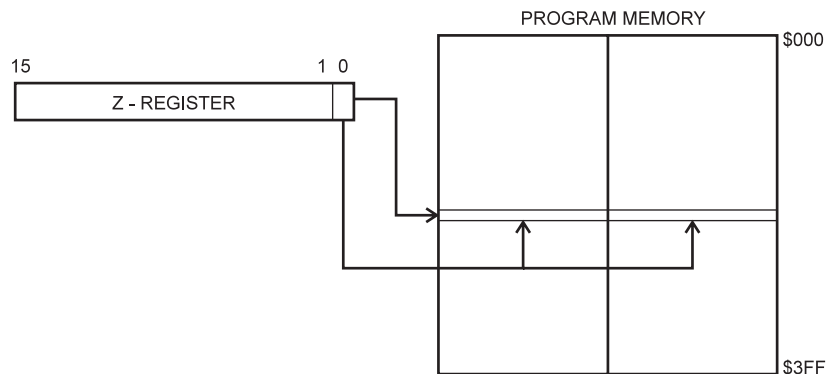 PROGRAM MEMORY
$000
15 1 0
Z - REGISTER
$3FF